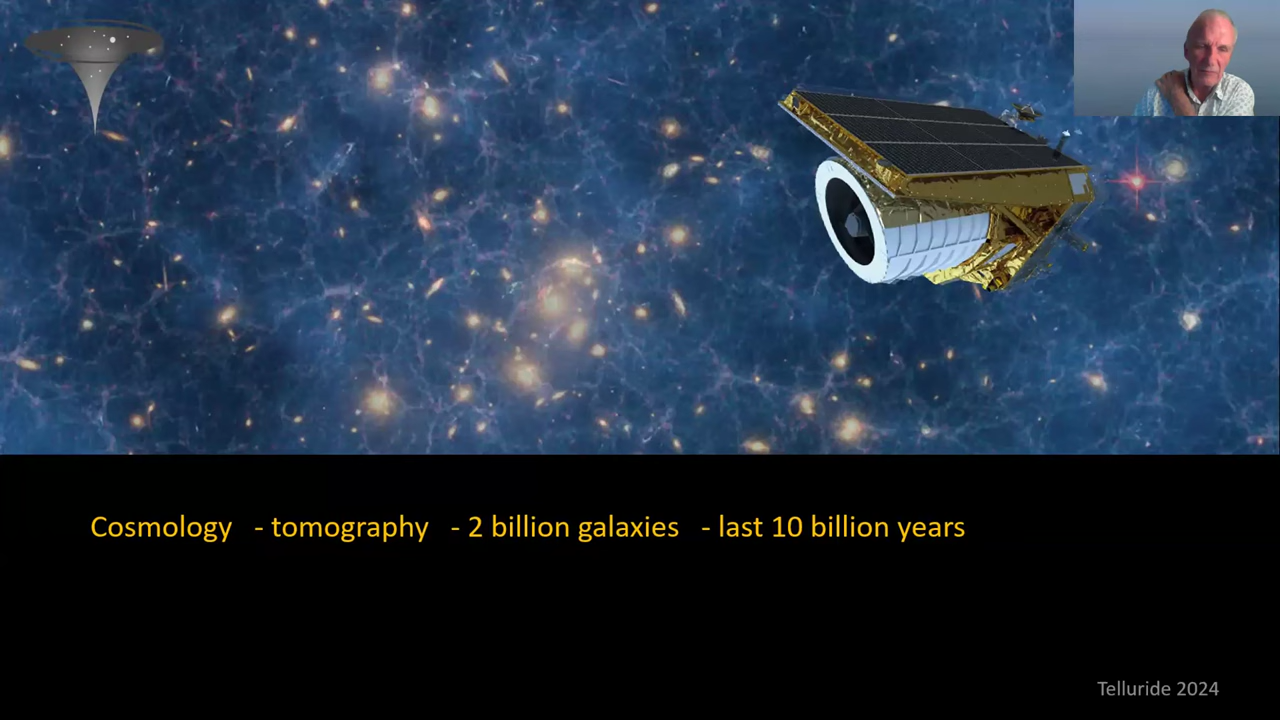 Cosmology - tomography - 2 billion galaxies - last 10 billion years
Telluride 2024